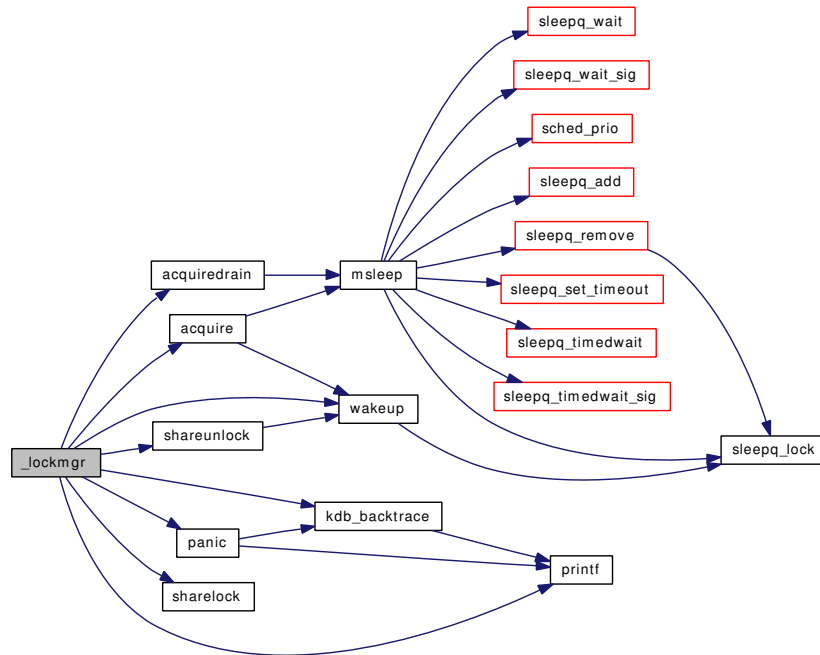 sleepq_wait
sleepq_wait_sig
sched_prio
sleepq_add
sleepq_remove
acquiredrain
msleep
sleepq_set_timeout
acquire
sleepq_timedwait
sleepq_timedwait_sig
wakeup
shareunlock
sleepq_lock
_lockmgr
kdb_backtrace
panic
printf
sharelock